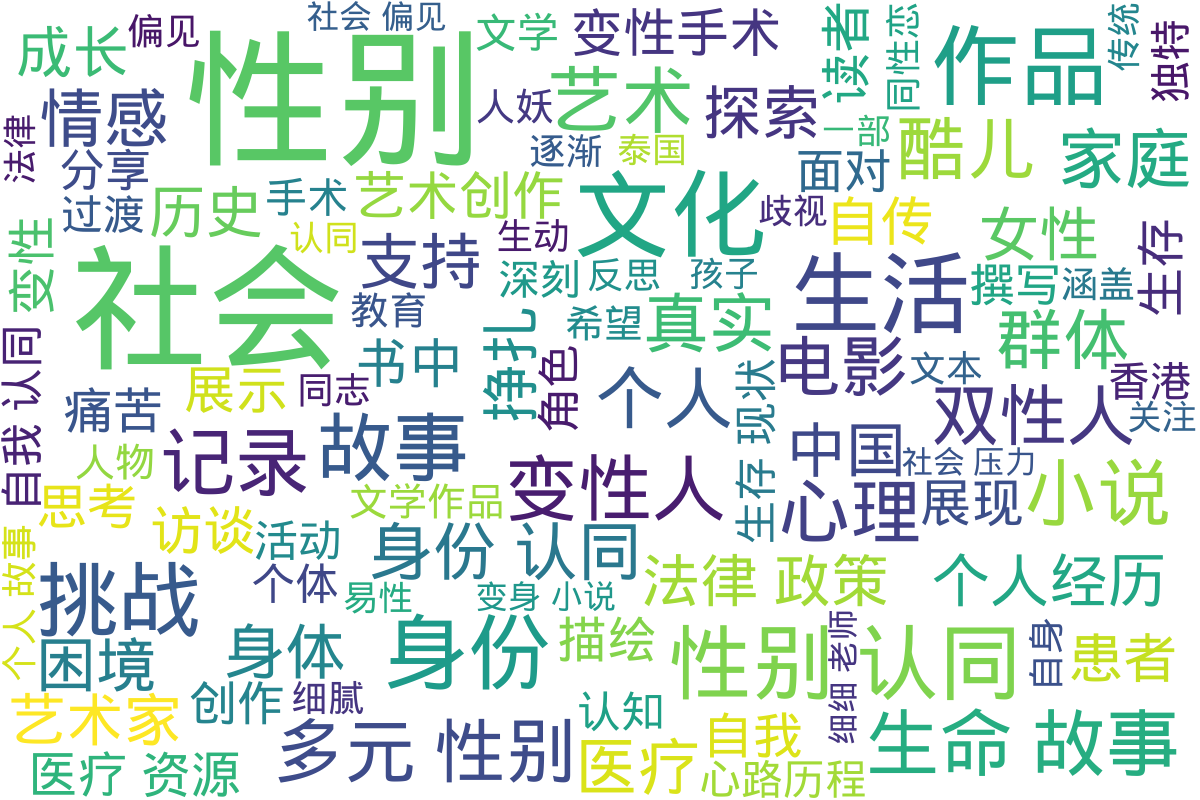 社会 偏见
偏见
文学
变性手术
读者
同性恋
作品
传统
独特
成长
性别
艺术
人妖
探索
情感
法律
一部
酷儿
家庭
逐渐
泰国
面对
分享
手术
艺术创作
文化
过渡
历史
歧视
自传
女性
变性
认同
生动
支持
社会
深刻
反思
孩子
生活
撰写
涵盖
生存
教育
希望
真实
群体
自我 认同
书中
挣扎
角色
个人
现状
电影
文本
香港
展示
同志
痛苦
双性人
关注
故事
记录
中国
社会 压力
人物
变性人
生存
心理
展现
小说
思考
文学作品
访谈
活动
身份 认同
个人 故事
挑战
个体
易性
变身 小说
法律 政策
个人经历
困境
身体
身份
描绘
性别 认同
细细 老师
自身
患者
艺术家
创作
细腻
认知
自我
多元 性别
医疗
生命 故事
医疗 资源
心路历程